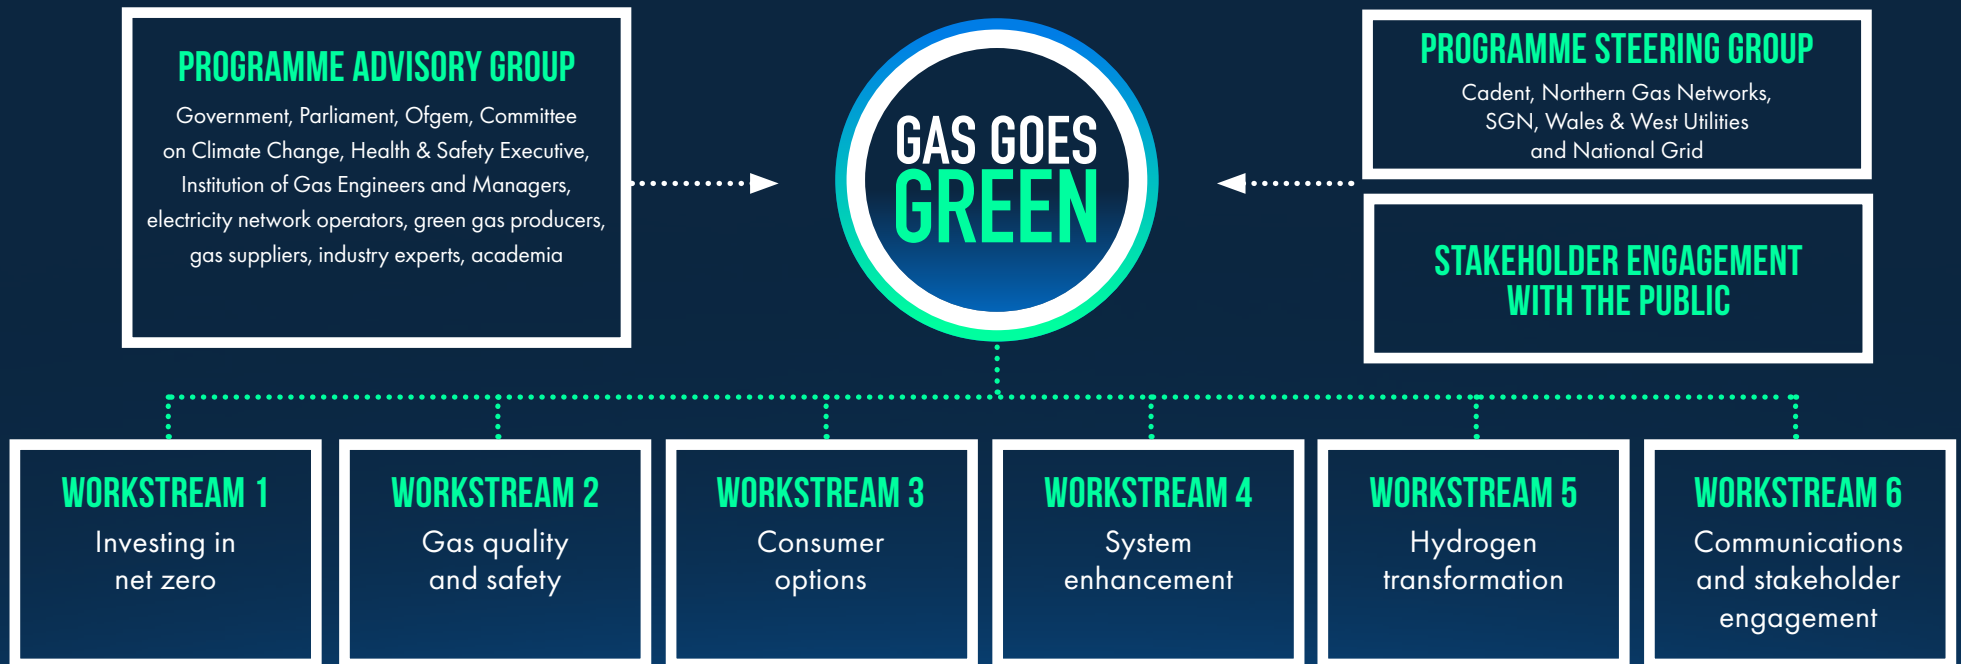 PROGRAMME ADVISORY GROUP
Government, Parliament, Ofgem, Committee
on Climate Change, Health & Safety Executive,
Institution of Gas Engineers and Managers,
electricity network operators, green gas producers,
gas suppliers, industry experts, academia
GAS GOES
GREEN
PROGRAMME STEERING GROUP
Cadent, Northern Gas Networks,
SGN, Wales & West Utilities
and National Grid
STAKEHOLDER ENGAGEMENT
WITH THE PUBLIC
WORKSTREAM 1
Investing in
net zero
WORKSTREAM 2
Gas quality
and safety
WORKSTREAM 3
Consumer
options
WORKSTREAM 4
System
enhancement
WORKSTREAM 5
Hydrogen
transformation
WORKSTREAM 6
Communications
and stakeholder
engagement